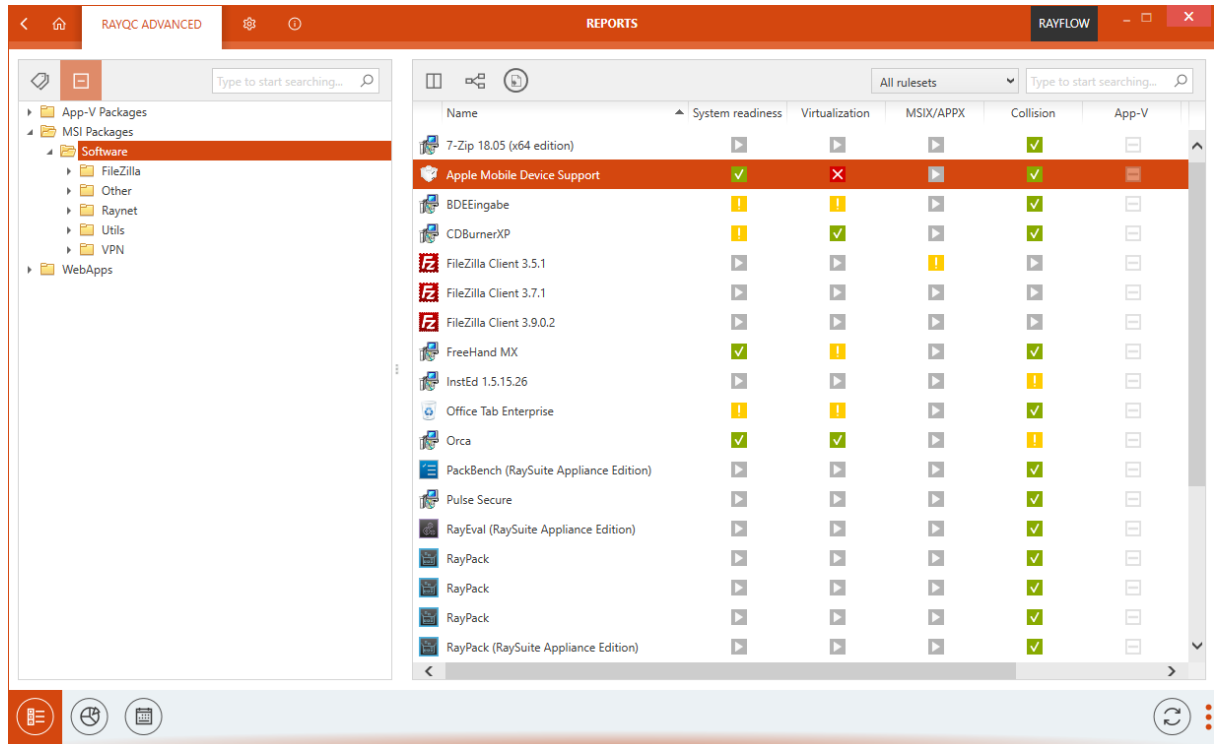 RAYQC ADVANCED
REPORTS
RAYFLOW
Type to start searching...
All rulesets
Type to start searching...
App-V Packages
MSI Packages
Software
FileZilla
Other
Raynet
Utils
VPN
WebApps
Name System readiness Virtualization MSIX/APPX Collision App-V
7-Zip 18.05 (x64 edition)
Apple Mobile Device Support
BDEEingabe
CDBurnerXP
FileZilla Client 3.5.1
FileZilla Client 3.7.1
FileZilla Client 3.9.0.2
FreeHand MX
InstEd 1.5.15.26
Office Tab Enterprise
Orca
PackBench (RaySuite Appliance Edition)
Pulse Secure
RayEval (RaySuite Appliance Edition)
RayPack
RayPack
RayPack
RayPack (RaySuite Appliance Edition)